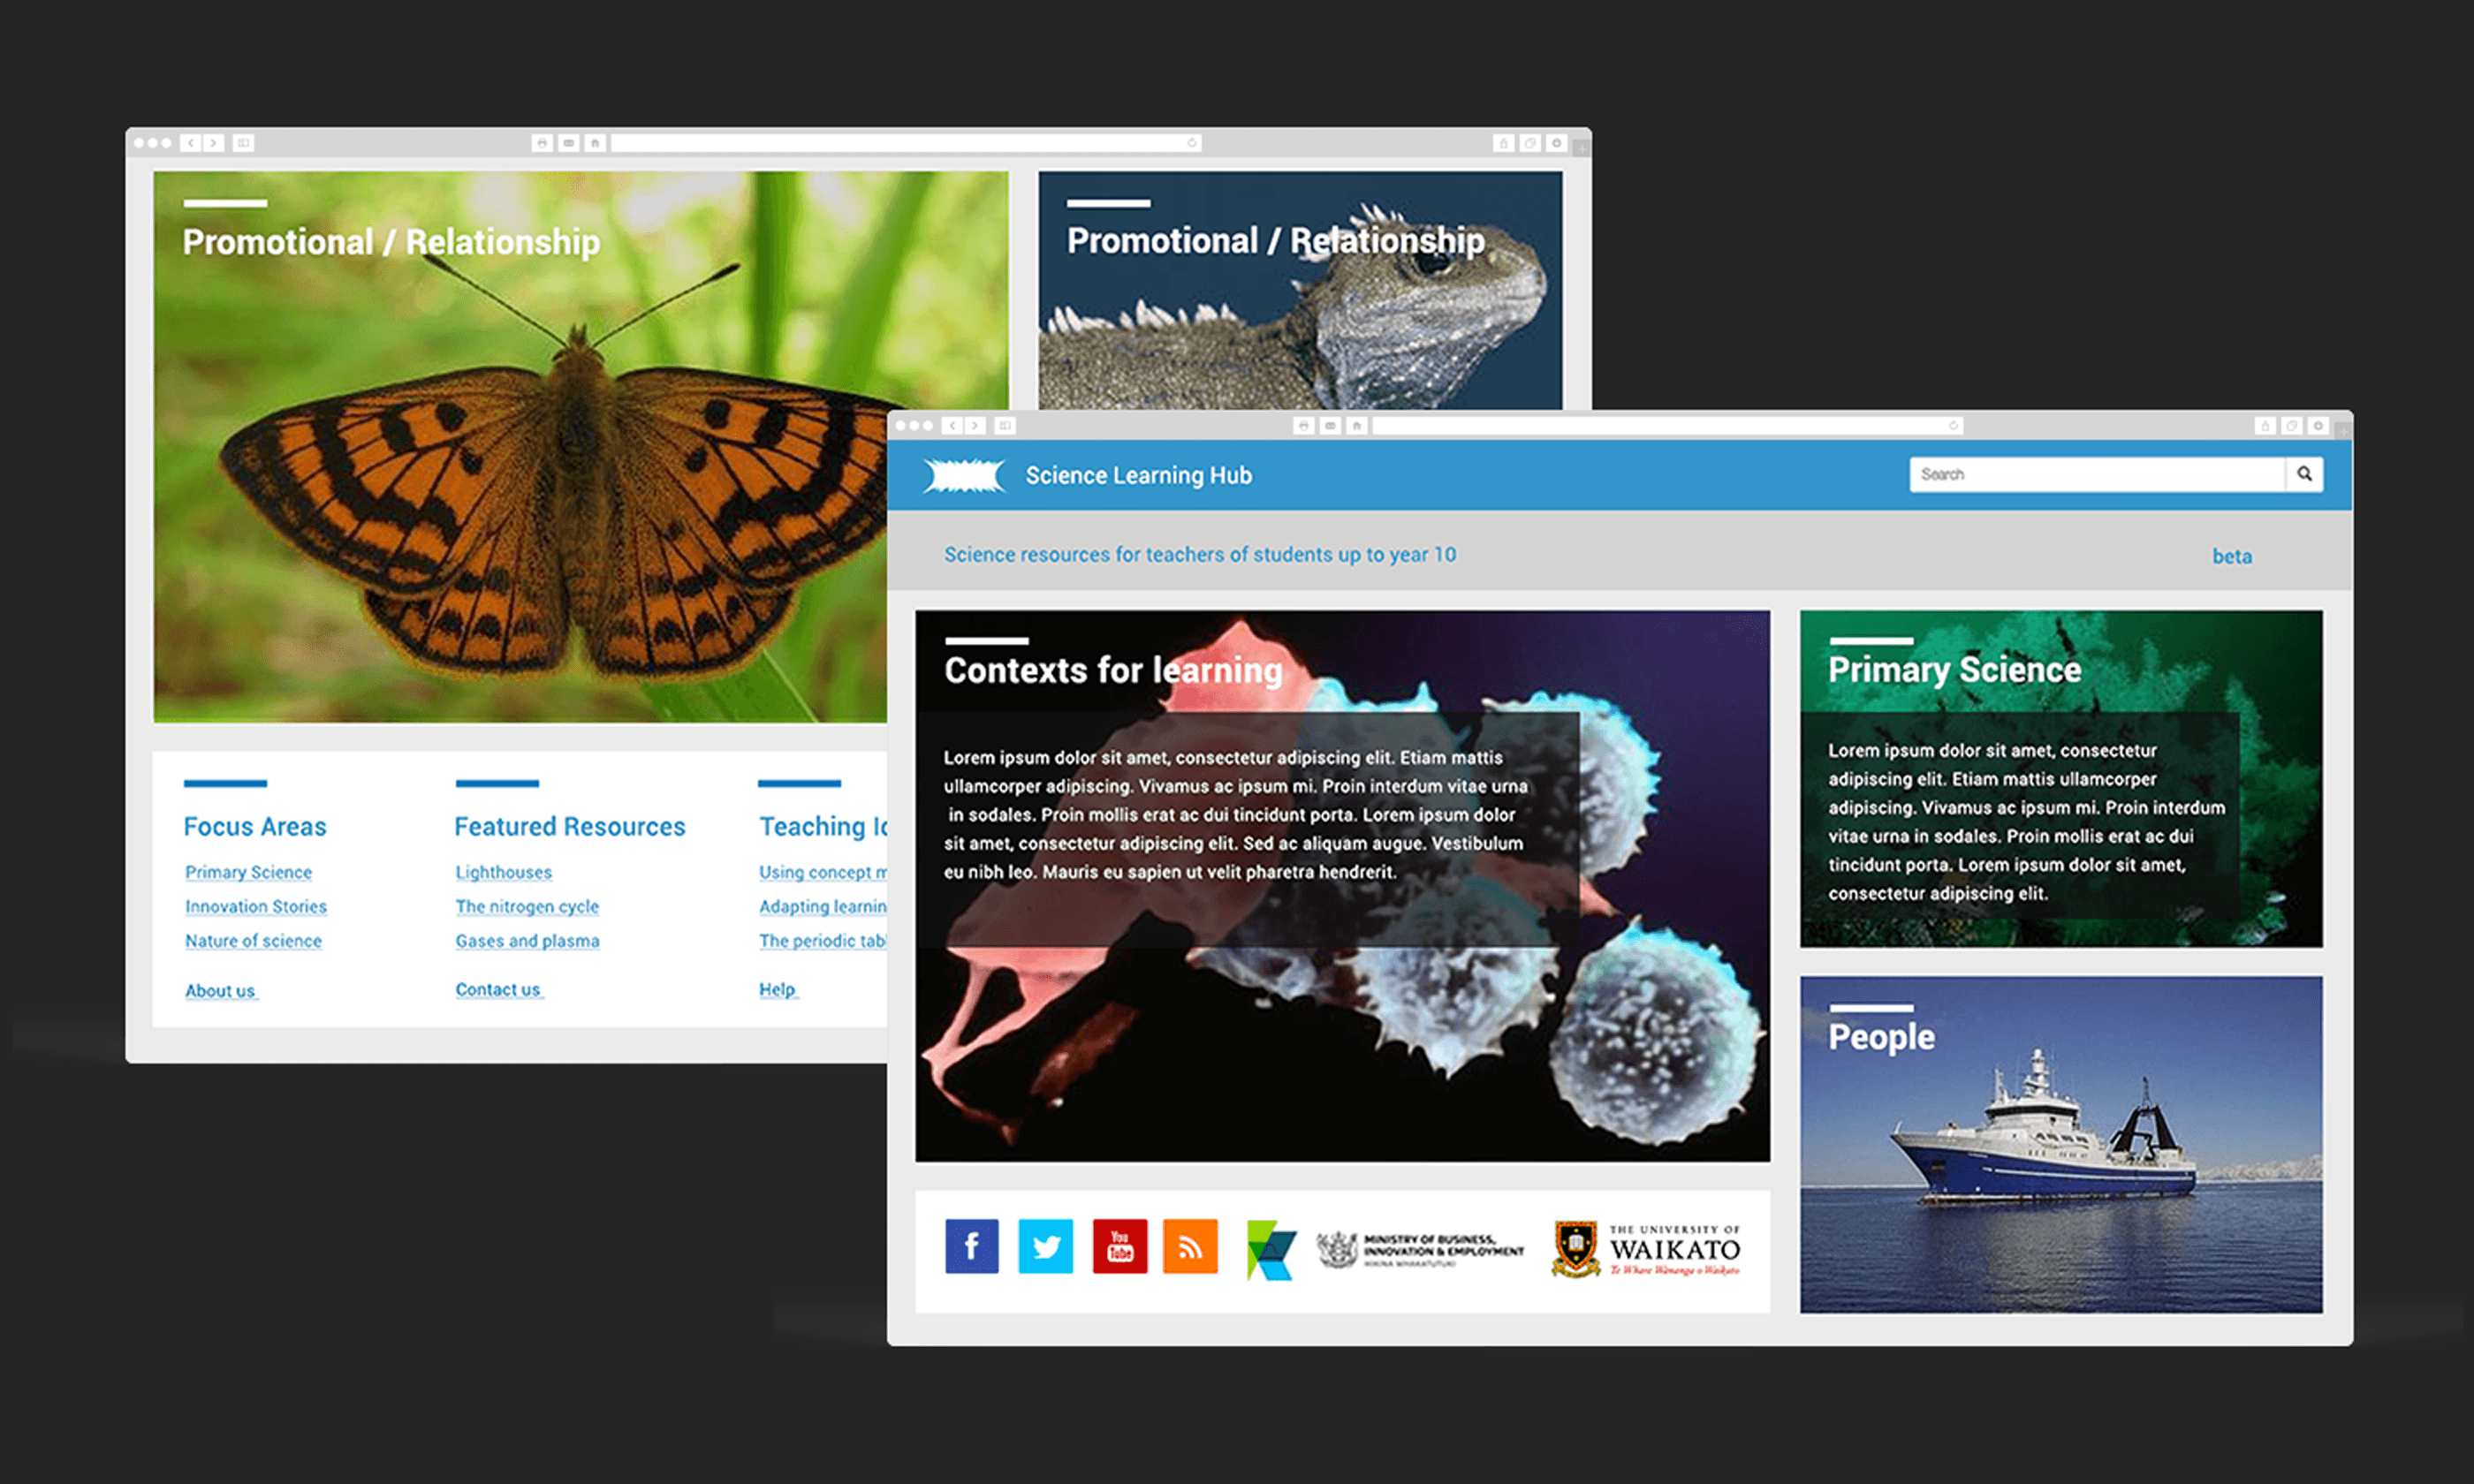 Promotional / Relationship
Promotional / Relationship
Focus Areas
Primary Science
Innovation Stories
Nature of science
About us
Featured Resources
Lighthouses
The nitrogen cycle
Gases and plasma
Contact us
Teaching
Using concept
Adapting
The periodic
Help
Science Learning Hub
Search
Science resources for teachers of students up to year 10
beta
Contexts for learning
Lorem ipsum dolor sit amet, consectetur adipiscing elit. Etiam mattis
ullamcorper adipiscing. Vivamus ac ipsum mi. Proin interdum vitae urna
in sodales. Proin mollis erat ac dui tincidunt porta. Lorem ipsum dolor
sit amet, consectetur adipiscing elit. Sed ac aliquam augue. Vestibulum
eu nibh leo. Mauris eu sapien ut velit pharetra hendrerit.
Primary Science
Lorem ipsum dolor sit amet, consectetur
adipiscing elit. Etiam mattis ullamcorper
adipiscing. Vivamus ac ipsum mi. Proin interdum
vitae urna in sodales. Proin mollis erat ac dui
tincidunt porta. Lorem ipsum dolor sit amet,
consectetur adipiscing elit.
People
f
You
Tube
MINISTRY OF BUSINESS,
INNOVATION & EMPLOYMENT
HIKINA WHAKATUTUKI
THE UNIVERSITY OF
WAIKATO
Te Whare Wānanga o Waikato